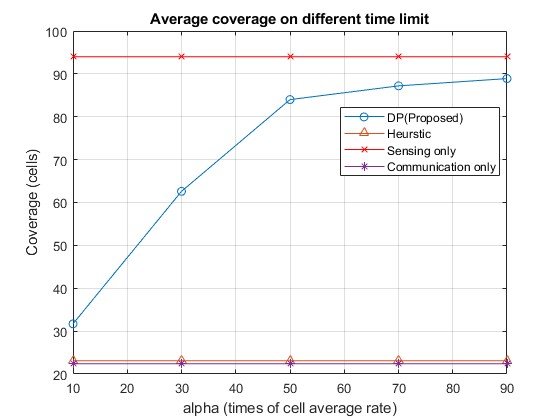 Average coverage on different time limit
100
90
80
70
60
50
40
30
20
Coverage (cells)
DP(Proposed)
Heurstic
Sensing only
Communication only
10 20 30 40 50 60 70 80 90
alpha (times of cell average rate)